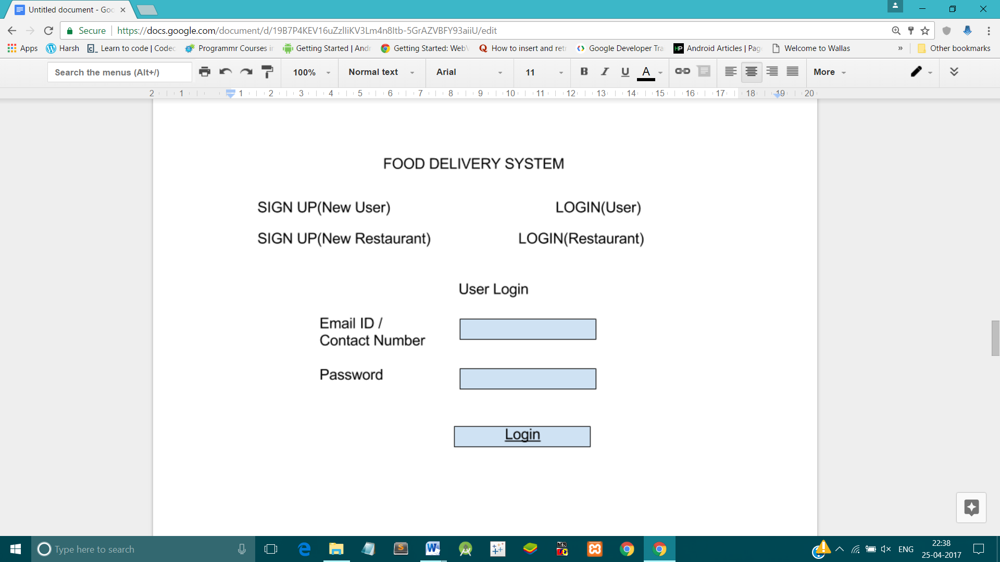 Untitled document - Goo
Secure https://docs.google.com/document/d/19B7P4KEV16uZzlIiKV3Lm4n8Itb-5GrAZVBFY93aiiU/edit
Apps Harsh Learn to code | Codec Programmr Courses in Getting Started | Andr Getting Started: WebV How to insert and retr Google Developer Tra Android Articles | Page Welcome to Wallas » Other bookmarks
Search the menus (Alt+/) 100% Normal text Arial 11 B I U A More
2 1 1 2 3 4 5 6 7 8 9 10 11 12 13 14 15 16 17 18 19 20
FOOD DELIVERY SYSTEM
SIGN UP(New User) LOGIN(User)
SIGN UP(New Restaurant) LOGIN(Restaurant)
User Login
Email ID /
Contact Number
Password
Login
Type here to search ENG 22:38
25-04-2017